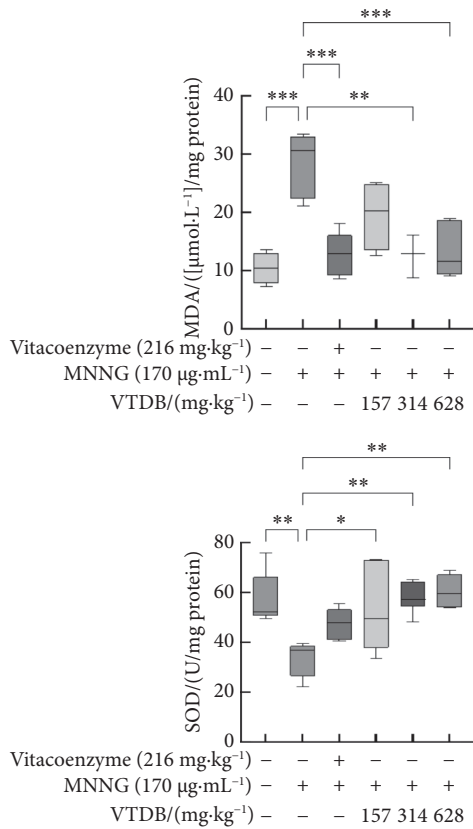 ***
***
*** **
40
30
20
10
0
MDA/([μmol·L⁻¹]/mg protein)
Vitacoenzyme (216 mg·kg⁻¹) – – + – – –
MNNG (170 μg·mL⁻¹) – + + + + +
VTDB/(mg·kg⁻¹) – – – 157 314 628
**
**
** *
80
60
40
20
0
SOD/(U/mg protein)
Vitacoenzyme (216 mg·kg⁻¹) – – + – – –
MNNG (170 μg·mL⁻¹) – + + + + +
VTDB/(mg·kg⁻¹) – – – 157 314 628